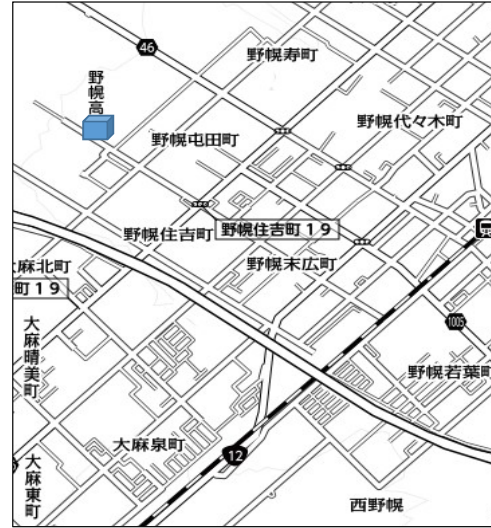 46
野幌寿町
野幌高
野幌代々木町
野幌屯田町
野幌住吉町
野幌住吉町19
大麻北町
野幌末広町
町19
大麻晴美町
1005
野幌若葉町
大麻泉町
12
大麻東町
西野幌